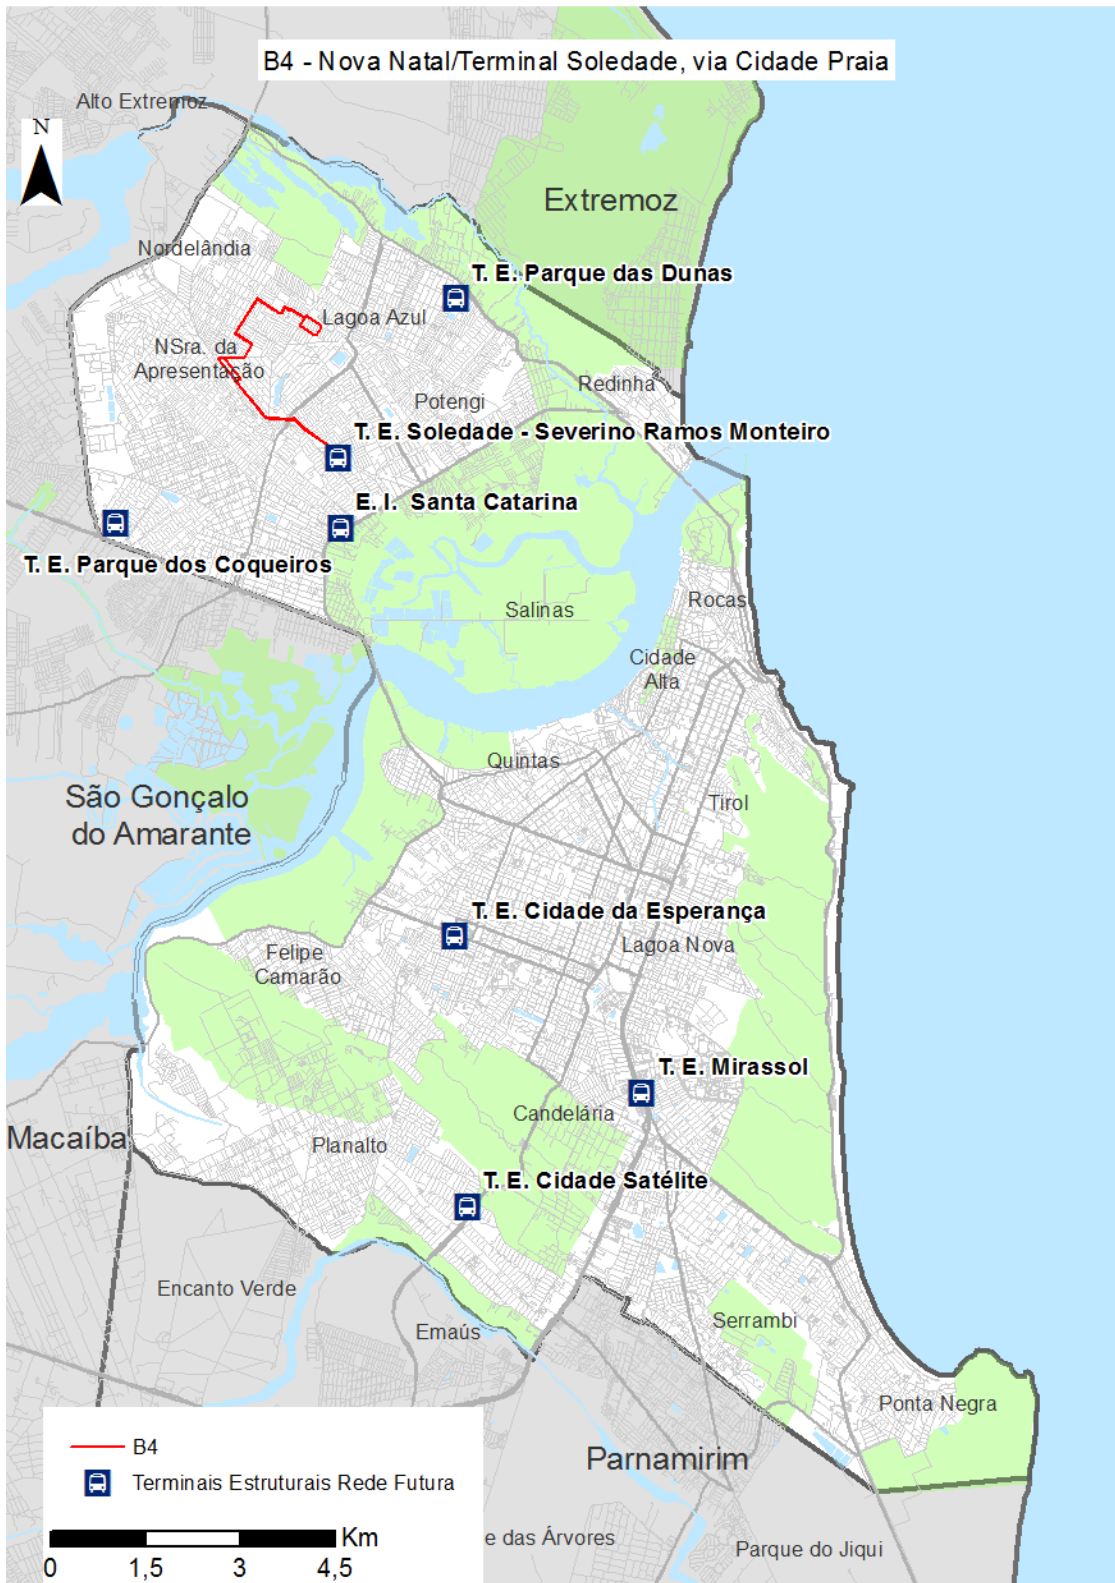 B4 - Nova Natal/Terminal Soledade, via Cidade Praia
Alto Extremoz
N
Extremoz
Nordelândia
T. E. Parque das Dunas
Lagoa Azul
NSra. da
Apresentação
Redinha
Potengi
T. E. Soledade - Severino Ramos Monteiro
E. I. Santa Catarina
T. E. Parque dos Coqueiros
Rocas
Salinas
Cidade
Alta
Quintas
São Gonçalo
do Amarante
Tirol
T. E. Cidade da Esperança
Lagoa Nova
Felipe
Camarão
T. E. Mirassol
Candelária
Macaíba
Planalto
T. E. Cidade Satélite
Encanto Verde
Emaús
Serrambi
Ponta Negra
Parnamirim
B4
Terminais Estruturais Rede Futura
Km
0 1,5 3 4,5
e das Árvores
Parque do Jiqui